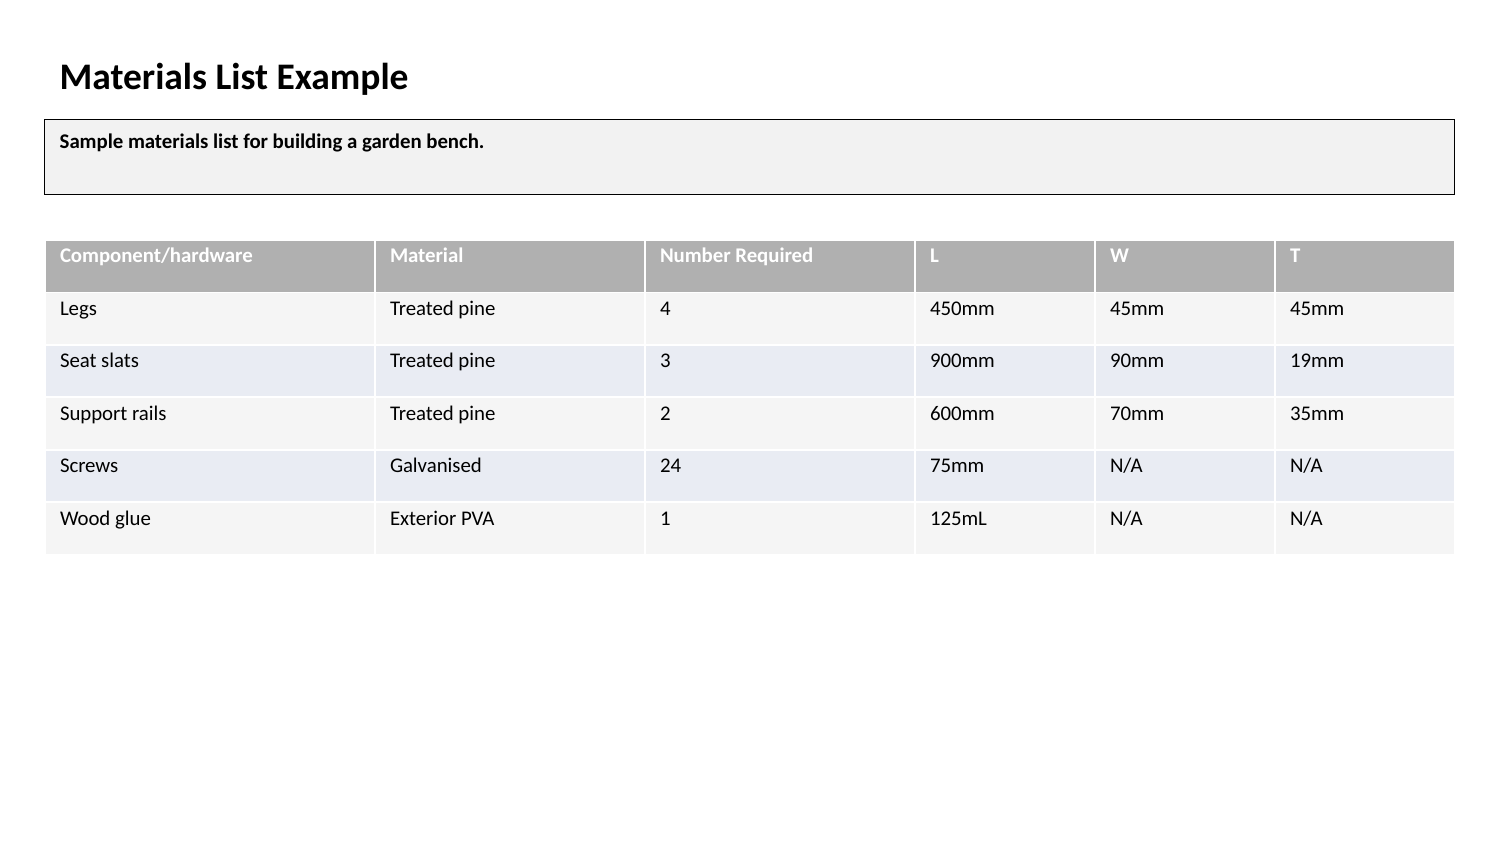 Materials List Example
Sample materials list for building a garden bench.
Component/hardware Material Number Required L W T
Legs Treated pine 4 450mm 45mm 45mm
Seat slats Treated pine 3 900mm 90mm 19mm
Support rails Treated pine 2 600mm 70mm 35mm
Screws Galvanised 24 75mm N/A N/A
Wood glue Exterior PVA 1 125mL N/A N/A